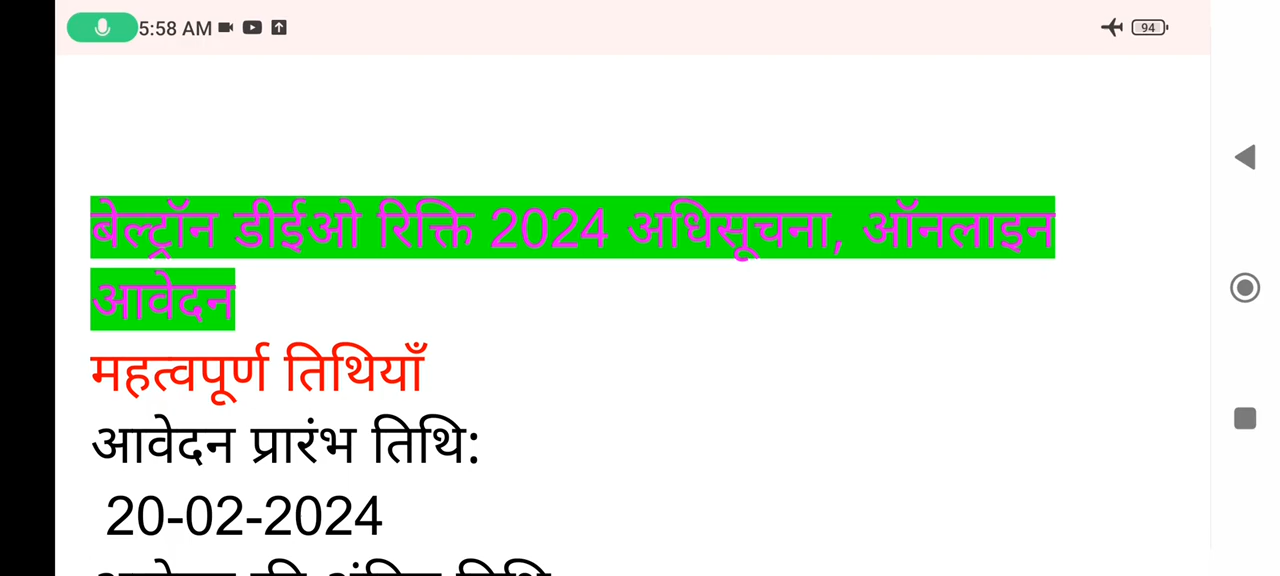 5:58 AM
94
बेल्ट्रॉन डीईओ रिक्ति 2024 अधिसूचना, ऑनलाइन
आवेदन
महत्वपूर्ण तिथियाँ
आवेदन प्रारंभ तिथि:
20-02-2024